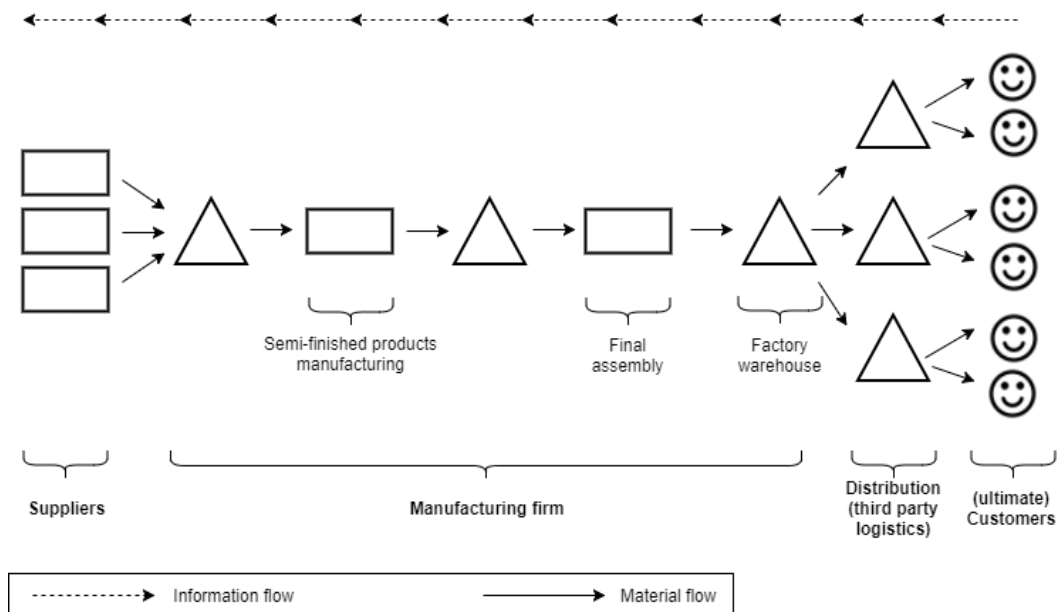 Semi-finished products
manufacturing
Final
assembly
Factory
warehouse
Suppliers
Manufacturing firm
Distribution
(third party
logistics)
(ultimate)
Customers
Information flow
Material flow